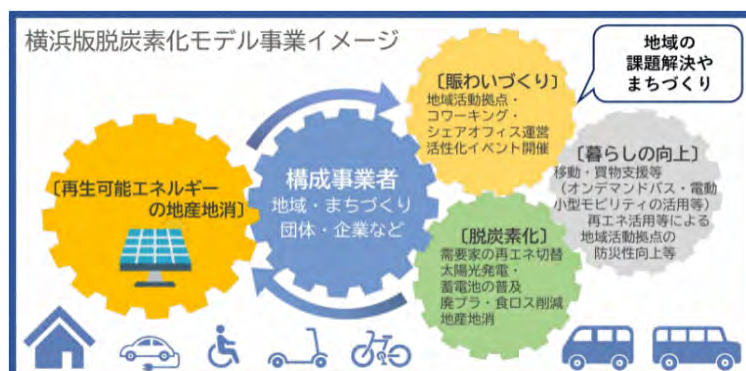 横浜版脱炭素化モデル事業イメージ
地域の
課題解決や
まちづくり
〔賑わいづくり〕
地域活動拠点・
コワーキング・
シェアオフィス運営
活性化イベント開催
〔再生可能エネルギー
の地産地消〕
構成事業者
地域・まちづくり
団体・企業など
〔暮らしの向上〕
移動・買物支援等
（オンデマンドバス・電動
小型モビリティの活用等）
再エネ活用等による
地域活動拠点の
防災性向上等
〔脱炭素化〕
需要家の再エネ切替
太陽光発電・
蓄電池の普及
廃プラ・食ロス削減
地産地消